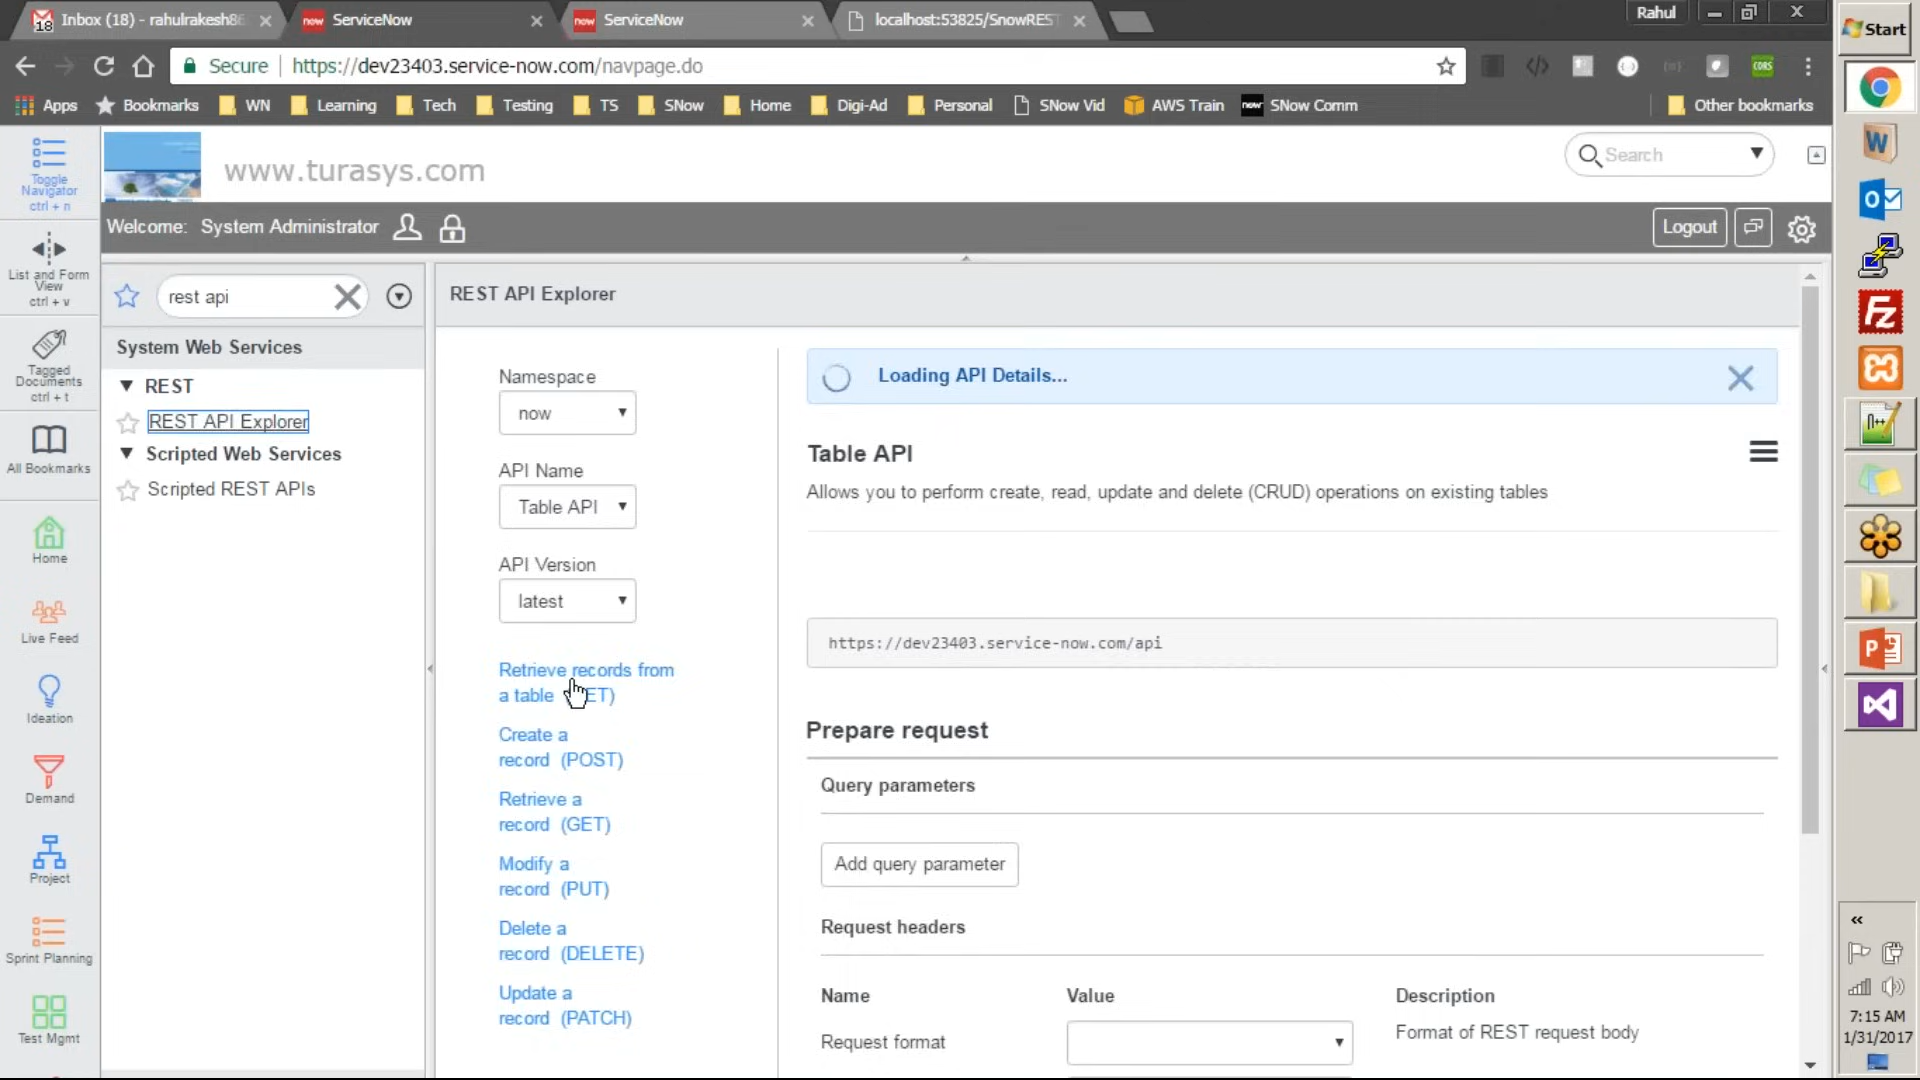 Inbox (18) - rahulrakesh86
ServiceNow
ServiceNow
localhost:53825/SnowREST
Rahul
Start
Secure
https://dev23403.service-now.com/navpage.do
Apps
Bookmarks
WN
Learning
Tech
Testing
TS
SNow
Home
Digi-Ad
Personal
SNow Vid
AWS Train
SNow Comm
Other bookmarks
Toggle
Navigator
ctrl + n
www.turasys.com
Search
Welcome: System Administrator
Logout
List and Form
View
ctrl + v
rest api
REST API Explorer
System Web Services
REST
REST API Explorer
Scripted Web Services
Scripted REST APIs
Tagged
Documents
ctrl + t
All Bookmarks
Home
Live Feed
Ideation
Demand
Project
Sprint Planning
Test Mgmt
Namespace
now
API Name
Table API
API Version
latest
Retrieve records from
a table
Create a
record (POST)
Retrieve a
record (GET)
Modify a
record (PUT)
Delete a
record (DELETE)
Update a
record (PATCH)
Loading API Details...
Table API
Allows you to perform create, read, update and delete (CRUD) operations on existing tables
https://dev23403.service-now.com/api
Prepare request
Query parameters
Add query parameter
Request headers
Name
Value
Description
Request format
Format of REST request body
7:15 AM
1/31/2017